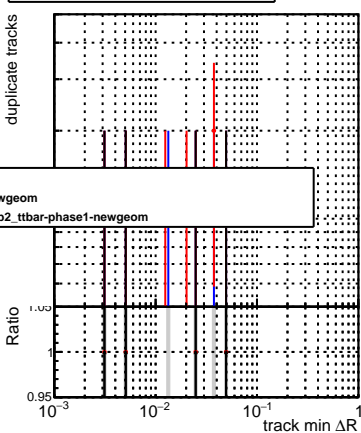 duplicate tracks
wgeom
p2_ttbar-phase1-newgeom
1.05
Ratio
1
0.95
10−3 10−2 10−1 1
track min ΔR